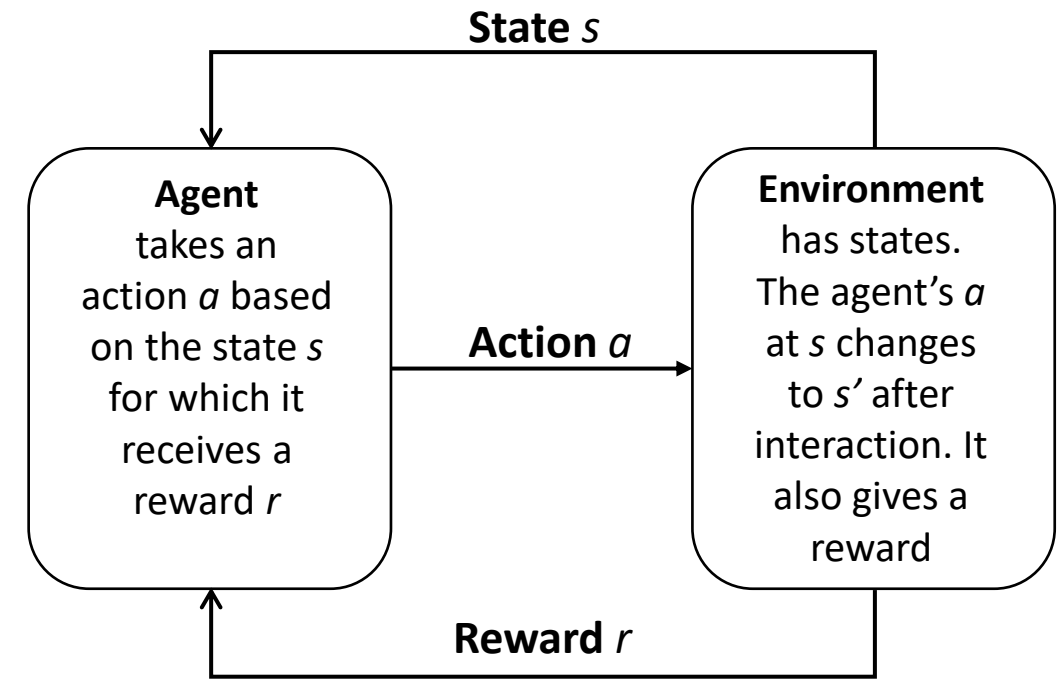 State s
Agent
takes an
action a based
on the state s
for which it
receives a
reward r
Action a
Environment
has states.
The agent’s a
at s changes
to s’ after
interaction. It
also gives a
reward
Reward r